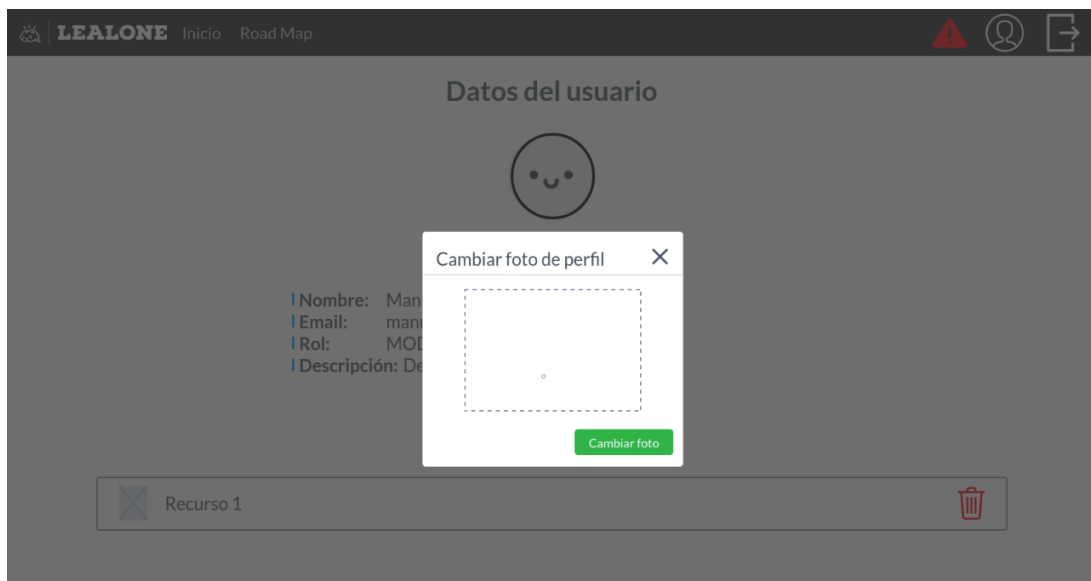 LEALONE Inicio Road Map
Datos del usuario
Cambiar foto de perfil
Nombre:
Email:
Rol:
Descripción:
Cambiar foto
Recurso 1